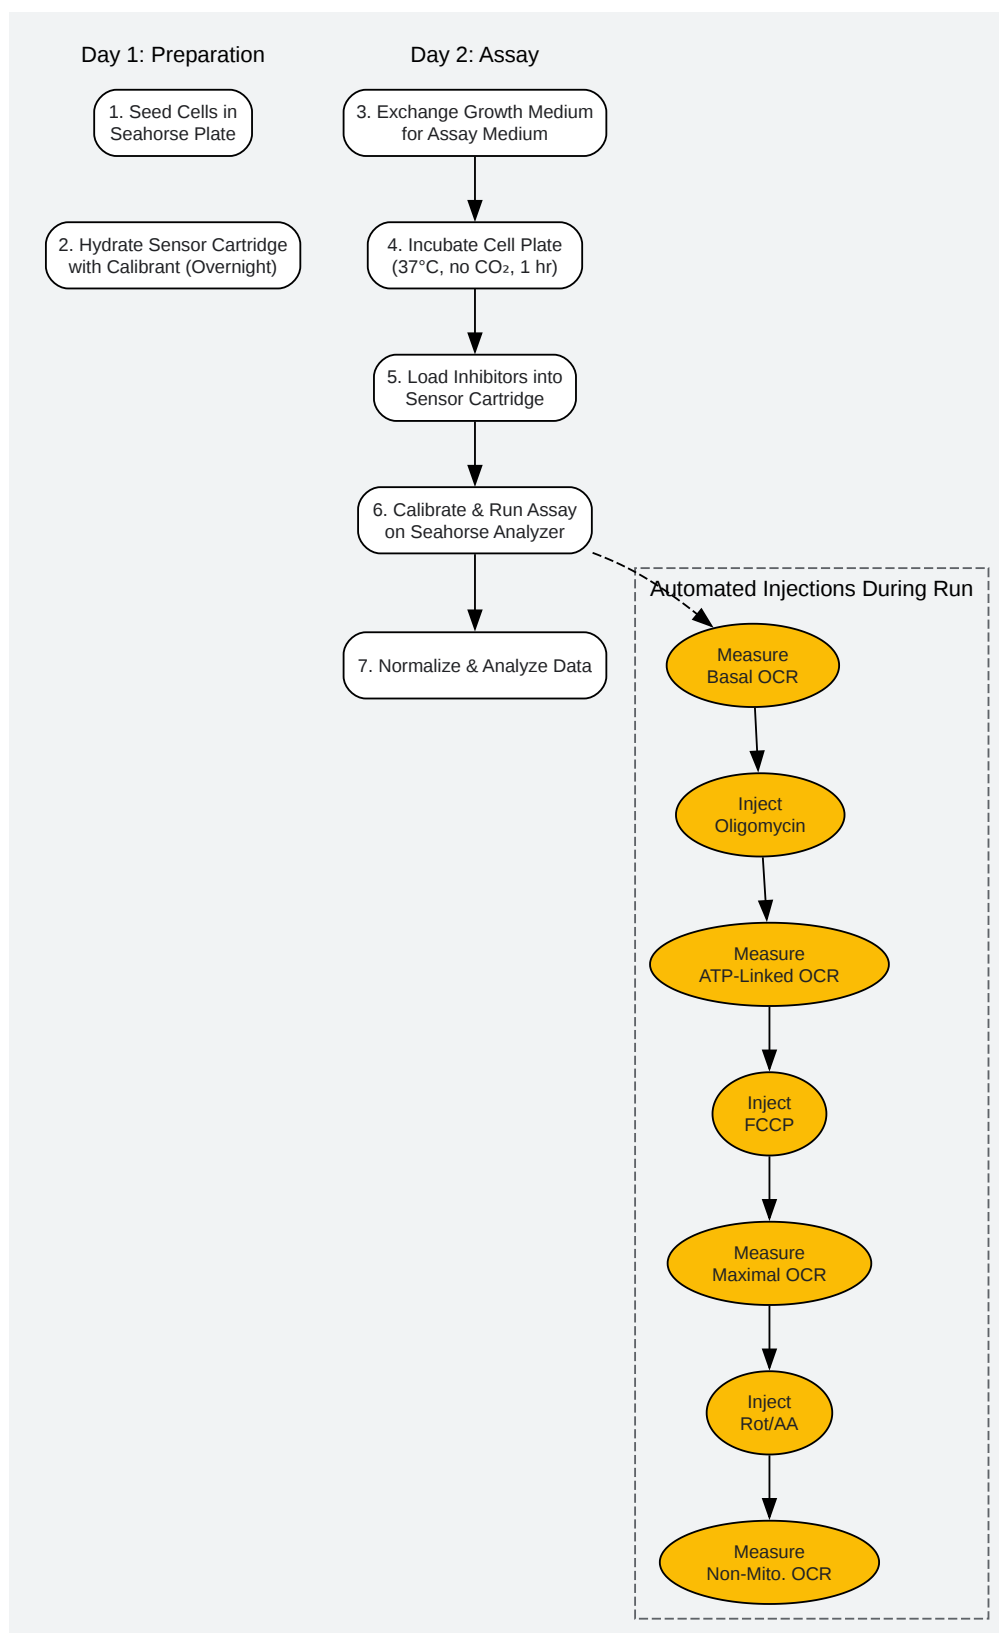 Day 1: Preparation
1. Seed Cells in
Seahorse Plate
2. Hydrate Sensor Cartridge
with Calibrant (Overnight)
Day 2: Assay
3. Exchange Growth Medium
for Assay Medium
4. Incubate Cell Plate
(37°C, no CO₂, 1 hr)
5. Load Inhibitors into
Sensor Cartridge
6. Calibrate & Run Assay
on Seahorse Analyzer
7. Normalize & Analyze Data
Automated Injections During Run
Measure
Basal OCR
Inject
Oligomycin
Measure
ATP-Linked OCR
Inject
FCCP
Measure
Maximal OCR
Inject
Rot/AA
Measure
Non-Mito. OCR